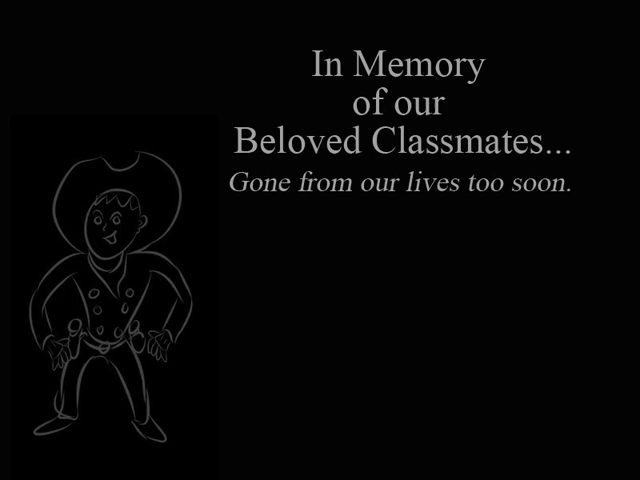 In Memory
of our
Beloved Classmates...
Gone from our lives too soon.